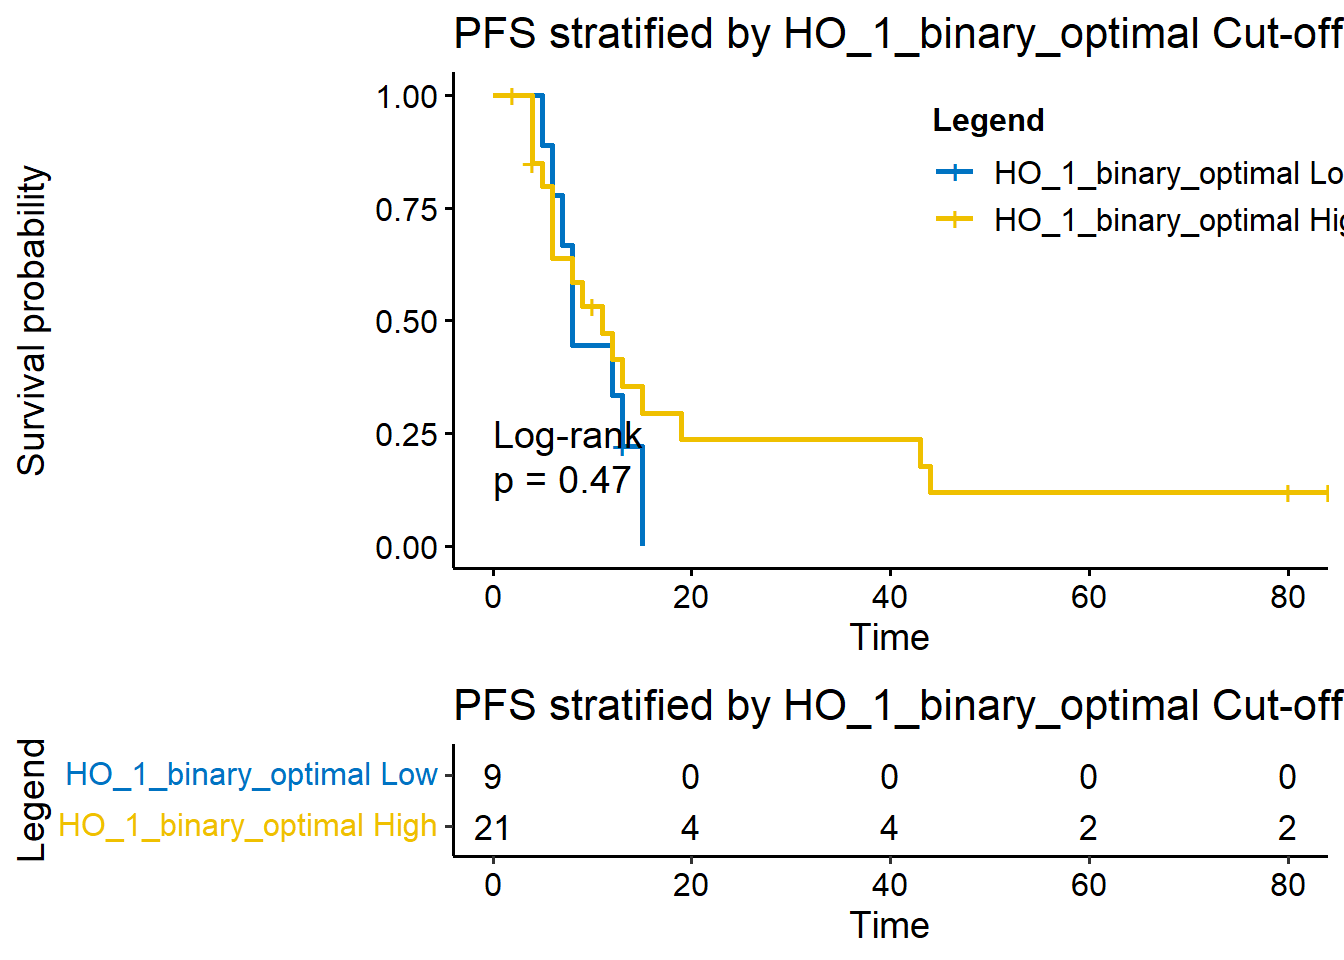 PFS stratified by HO_1_binary_optimal Cut-off
Survival probability
1.00
0.75
0.50
0.25
0.00
Legend
HO_1_binary_optimal Lo
HO_1_binary_optimal Hig
Log-rank
p = 0.47
0 20 40 60 80
Time
PFS stratified by HO_1_binary_optimal Cut-off
Legend
HO_1_binary_optimal Low 9 0 0 0 0
HO_1_binary_optimal High 21 4 4 2 2
0 20 40 60 80
Time